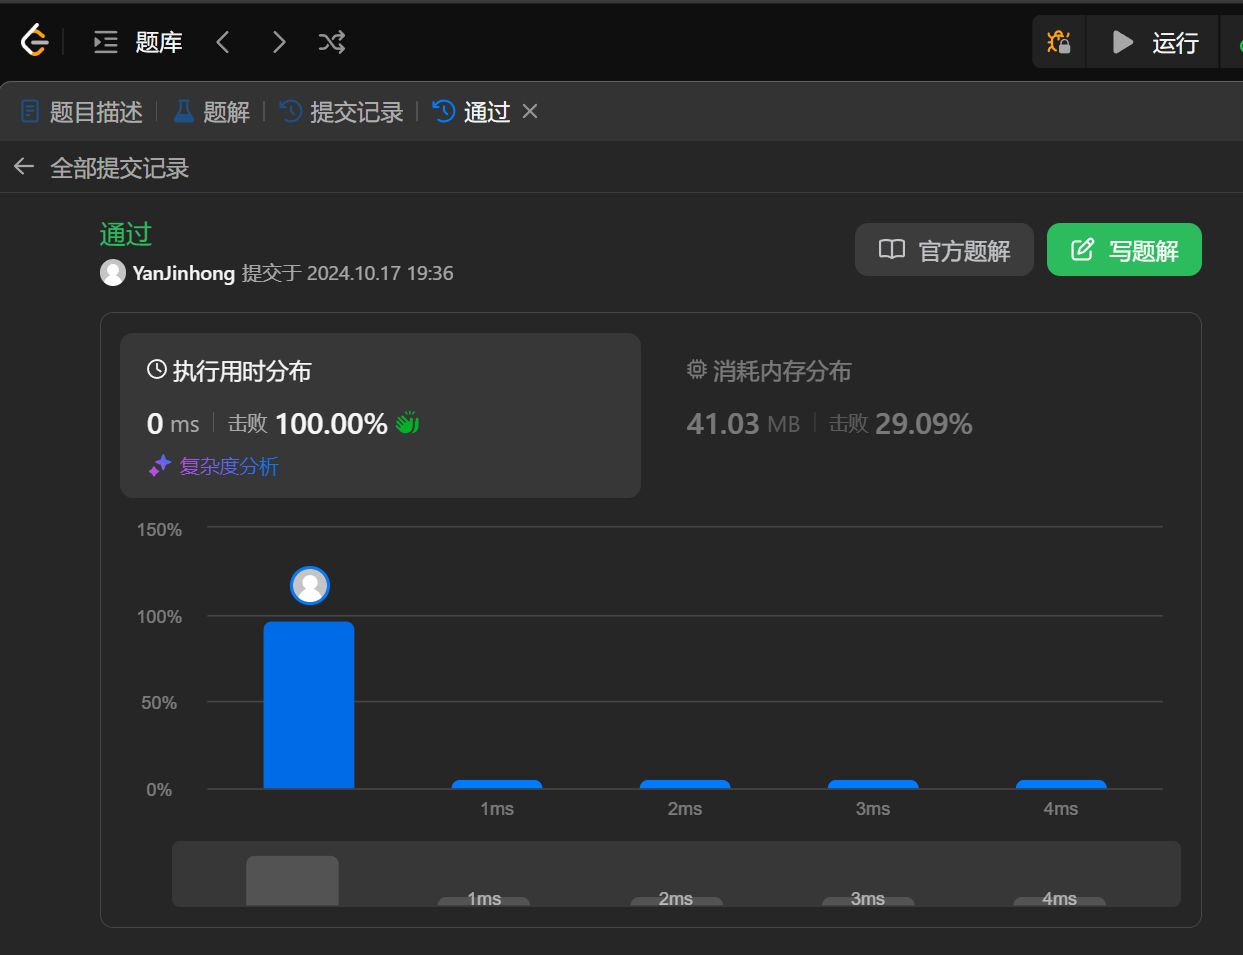 题库
运行
题目描述 题解 提交记录 通过
全部提交记录
通过
YanJinhong 提交于 2024.10.17 19:36
官方题解 写题解
执行用时分布
0 ms 击败 100.00%
复杂度分析
消耗内存分布
41.03 MB 击败 29.09%
150%
100%
50%
0%
1ms 2ms 3ms 4ms
1ms 2ms 3ms 4ms